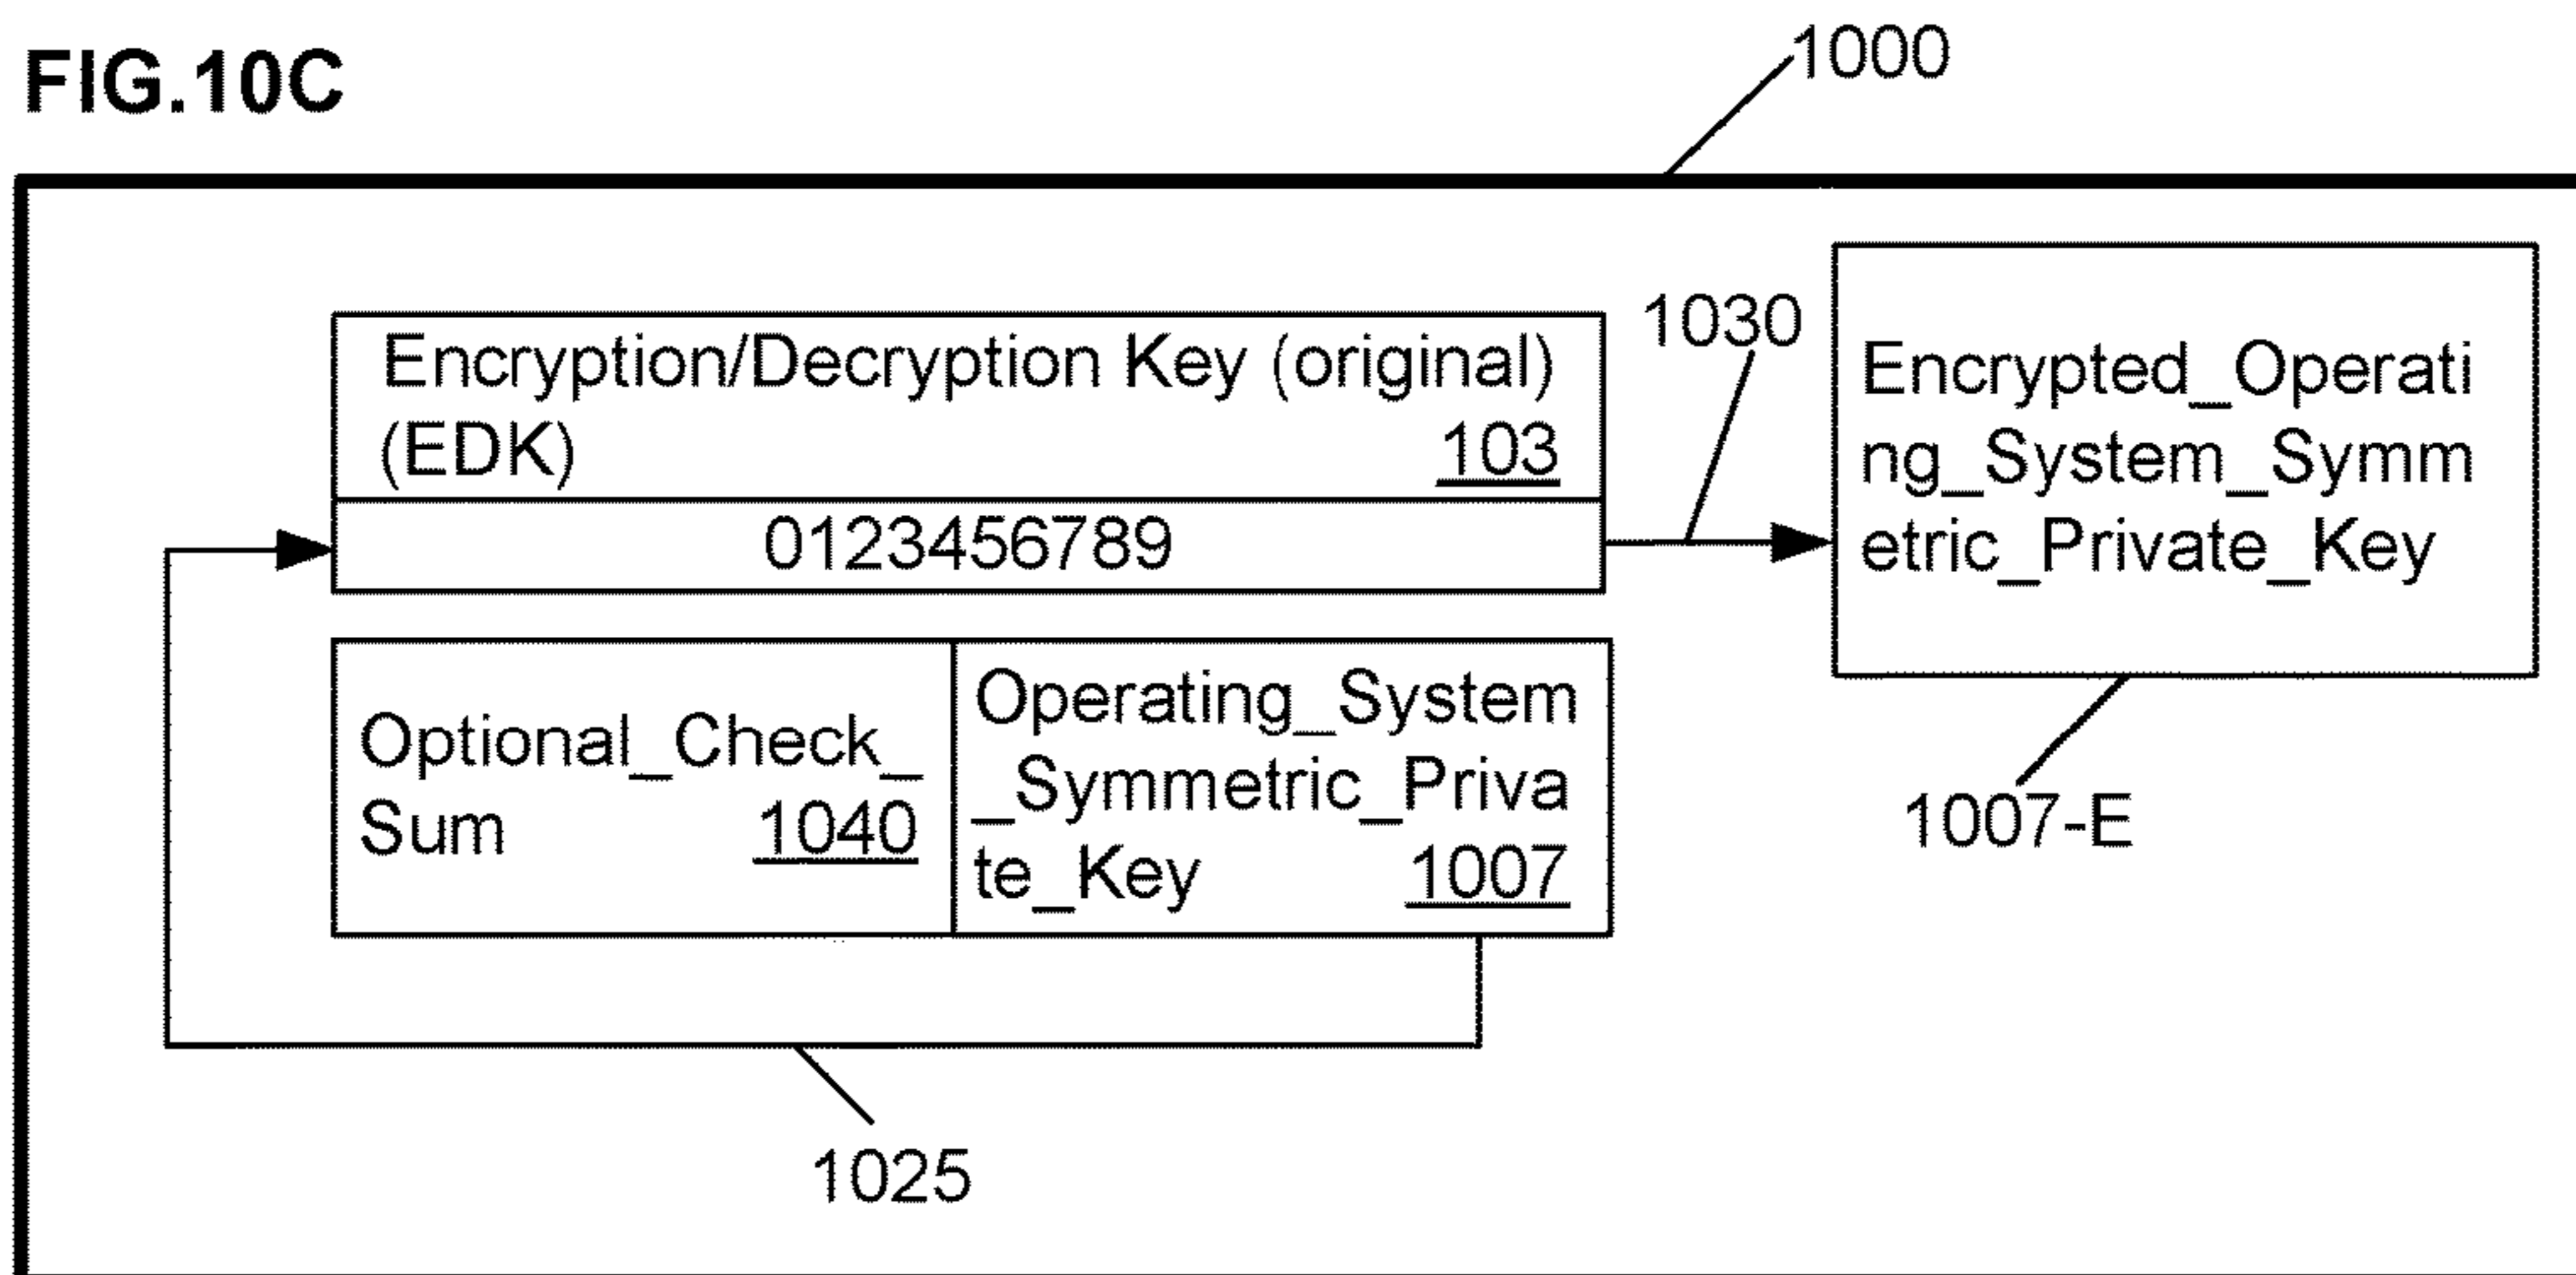 FIG.10C
1000
Encryption/Decryption Key (original)
(EDK) 103
0123456789
1030
Encrypted_Operati
ng_System_Symm
etric_Private_Key
1007-E
Optional_Check_
Sum 1040
Operating_System
_Symmetric_Priva
te_Key 1007
1025